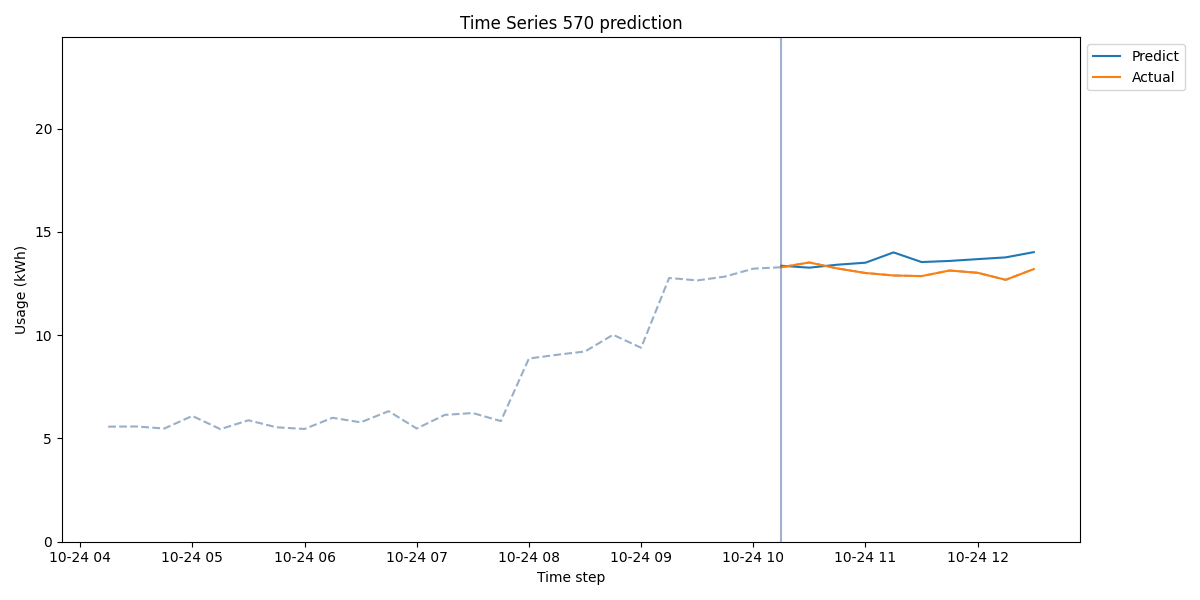 Time Series 570 prediction
Predict
Actual
Usage (kWh)
20
15
10
5
0
10-24 04
10-24 05
10-24 06
10-24 07
10-24 08
10-24 09
10-24 10
10-24 11
10-24 12
Time step